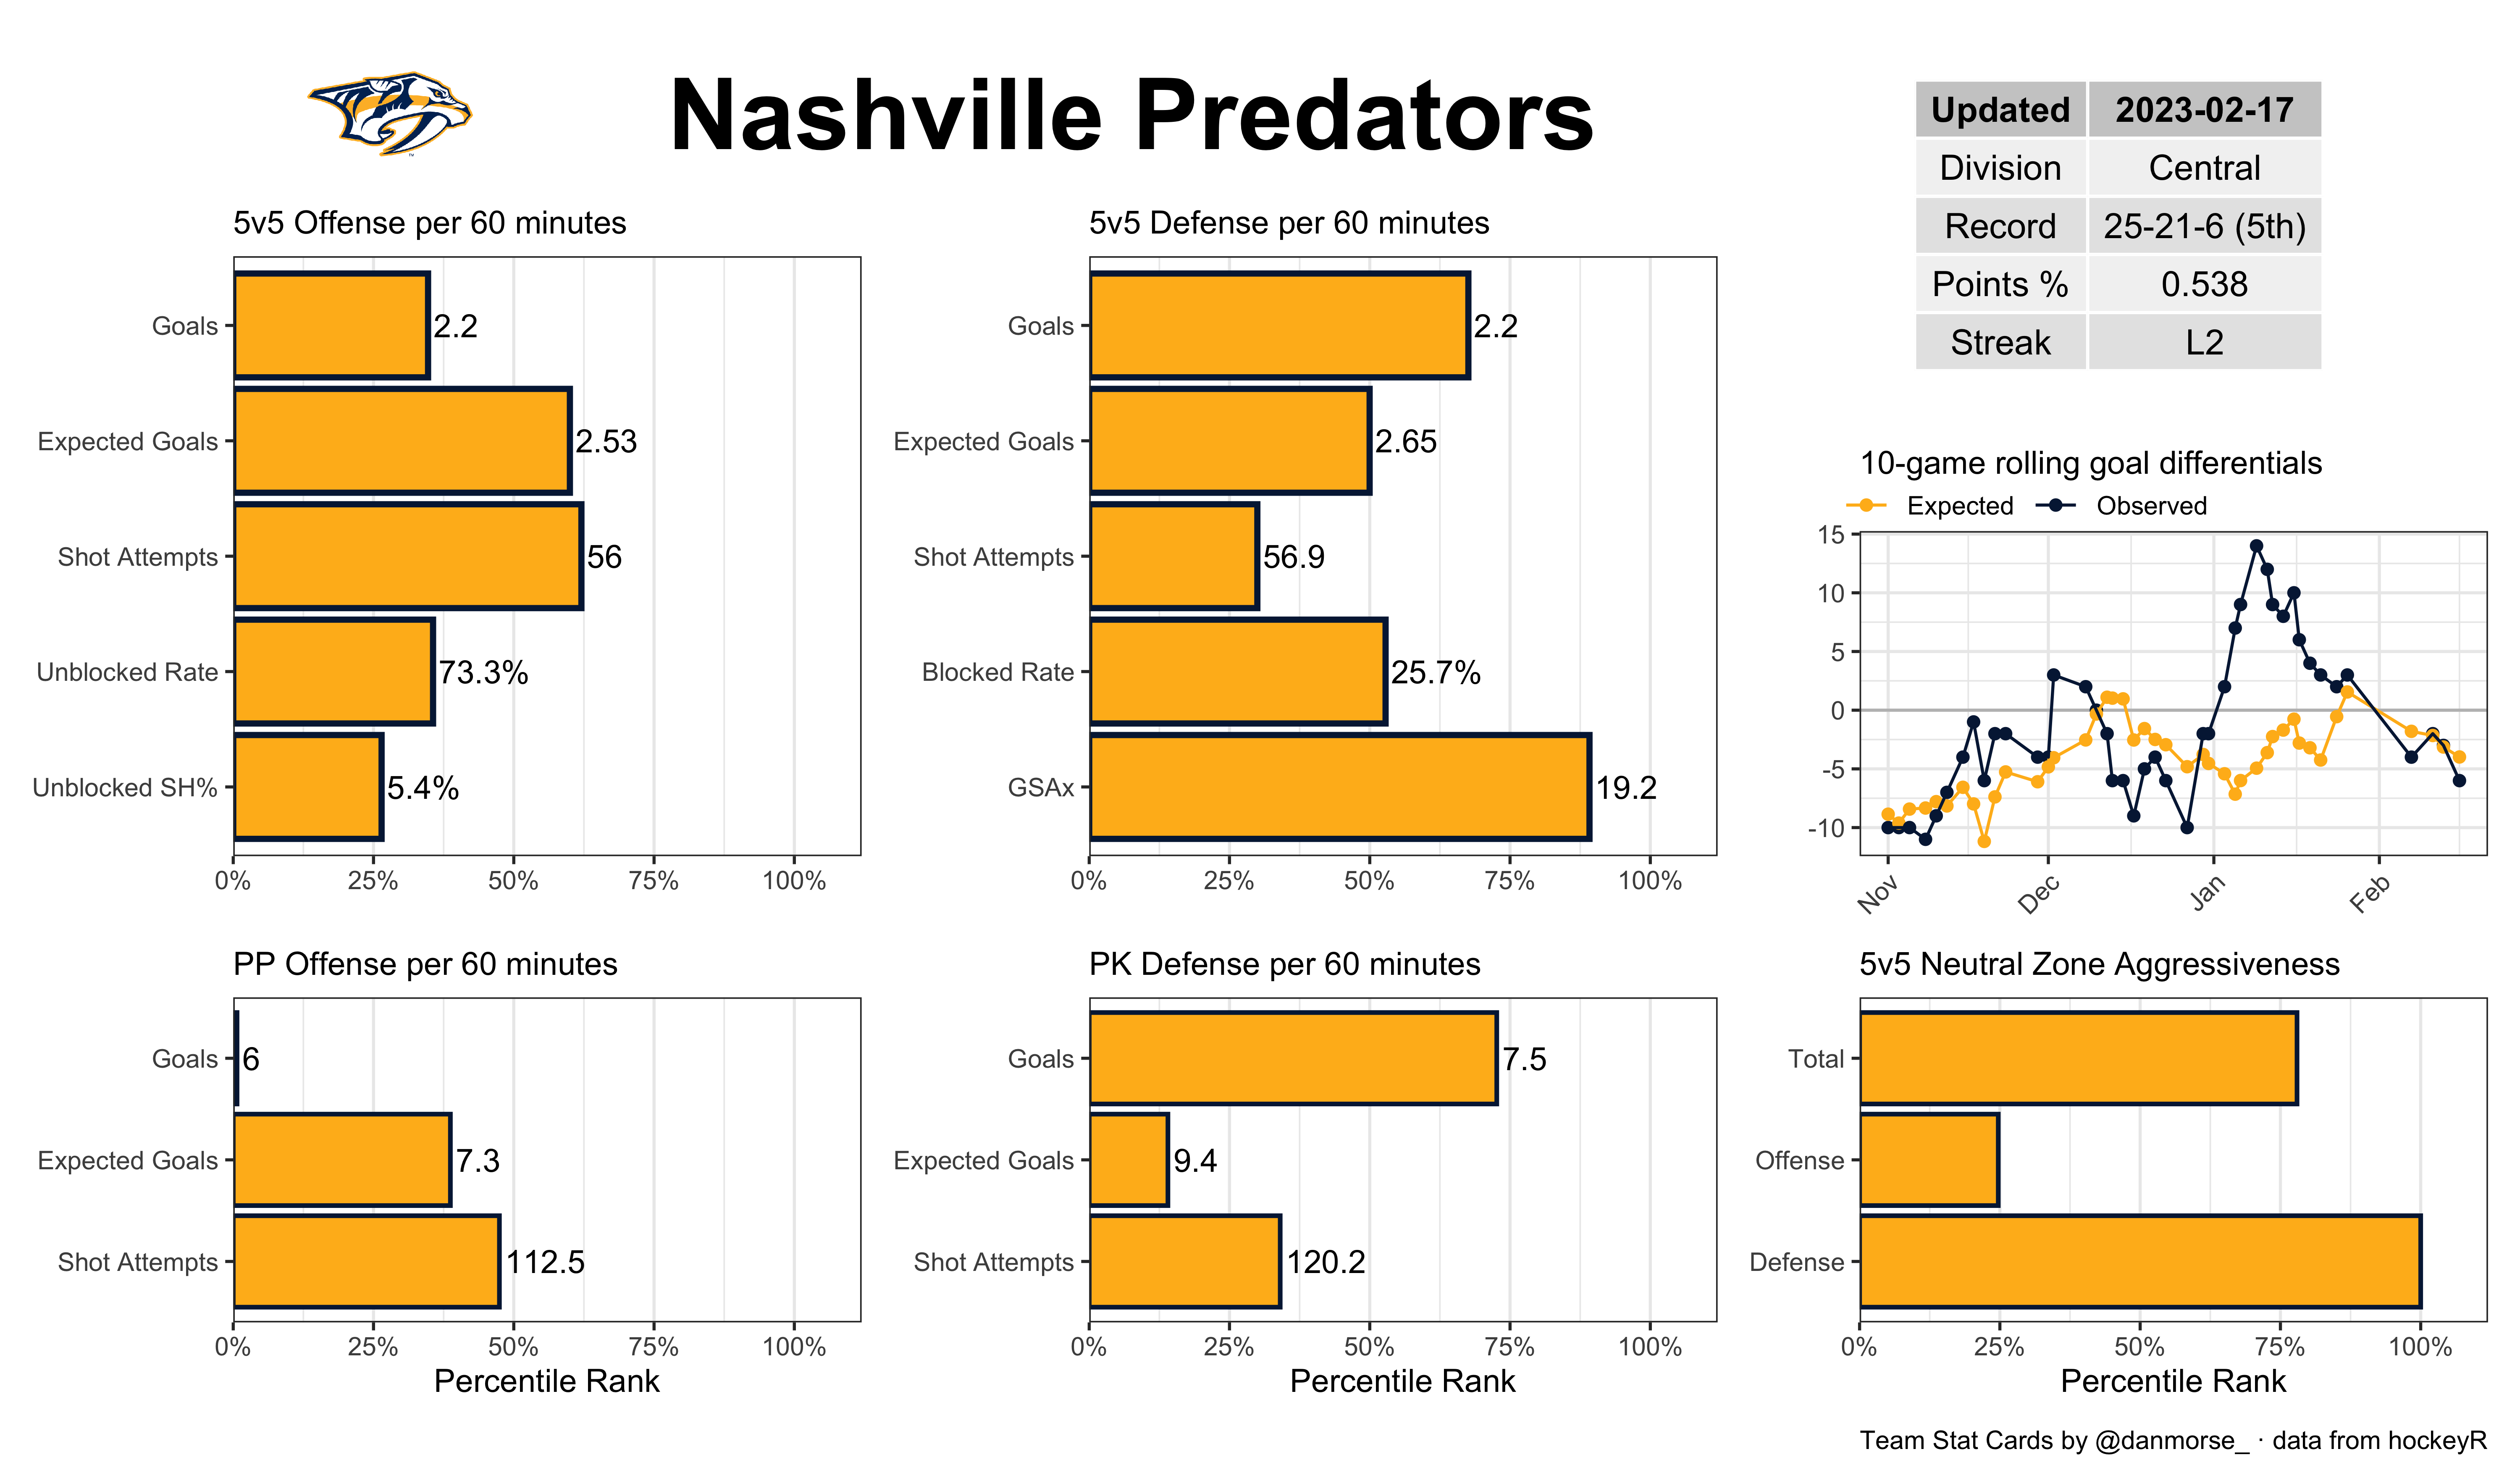 Nashville Predators
Updated 2023-02-17
Division Central
Record 25-21-6 (5th)
Points % 0.538
Streak L2
5v5 Offense per 60 minutes
Goals 2.2
Expected Goals 2.53
Shot Attempts 56
Unblocked Rate 73.3%
Unblocked SH% 5.4%
0% 25% 50% 75% 100%
5v5 Defense per 60 minutes
Goals 2.2
Expected Goals 2.65
Shot Attempts 56.9
Blocked Rate 25.7%
GSAx 19.2
0% 25% 50% 75% 100%
10-game rolling goal differentials
Expected Observed
15
10
5
0
-5
-10
Nov Dec Jan Feb
PP Offense per 60 minutes
Goals 6
Expected Goals 7.3
Shot Attempts 112.5
0% 25% 50% 75% 100%
Percentile Rank
PK Defense per 60 minutes
Goals 7.5
Expected Goals 9.4
Shot Attempts 120.2
0% 25% 50% 75% 100%
Percentile Rank
5v5 Neutral Zone Aggressiveness
Total
Offense
Defense
0% 25% 50% 75% 100%
Percentile Rank
Team Stat Cards by @danmorse_ · data from hockeyR